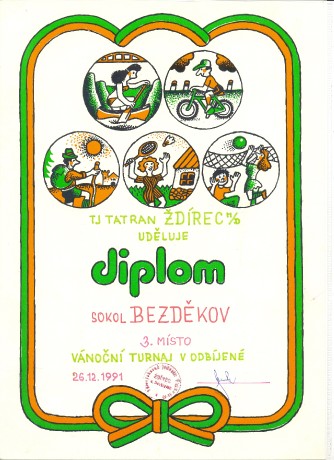 TJ TATRAN ŽDÍREC n/D
UDĚLUJE
diplom
SOKOL BEZDĚKOV
3. MÍSTO
VÁNOČNÍ TURNAJ V ODBÍJENÉ
26.12.1991